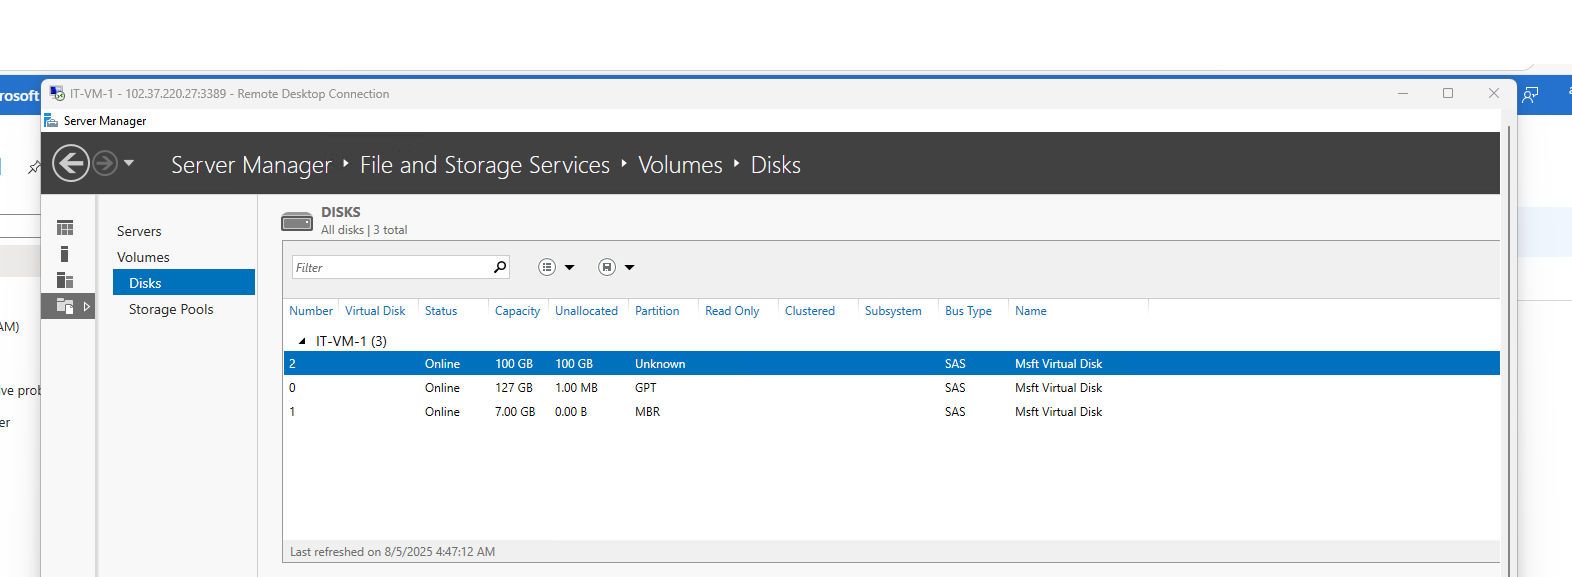 rosoft
IT-VM-1 - 102.37.220.27:3389 - Remote Desktop Connection
Server Manager
Server Manager File and Storage Services Volumes Disks
Servers
Volumes
Disks
Storage Pools
DISKS
All disks | 3 total
Filter
Number Virtual Disk Status Capacity Unallocated Partition Read Only Clustered Subsystem Bus Type Name
IT-VM-1 (3)
2 Online 100 GB 100 GB Unknown SAS Msft Virtual Disk
0 Online 127 GB 1.00 MB GPT SAS Msft Virtual Disk
1 Online 7.00 GB 0.00 B MBR SAS Msft Virtual Disk
Last refreshed on 8/5/2025 4:47:12 AM
AM)
ve prob
er